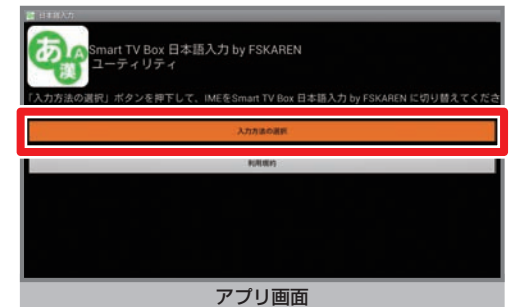 日本語入力
あ
A
漢
Smart TV Box 日本語入力 by FSKAREN
ユーティリティ
「入力方法の選択」ボタンを押下して、IMEをSmart TV Box 日本語入力 by FSKAREN に切り替えてくださ
入力方法の選択
利用規約
アプリ画面